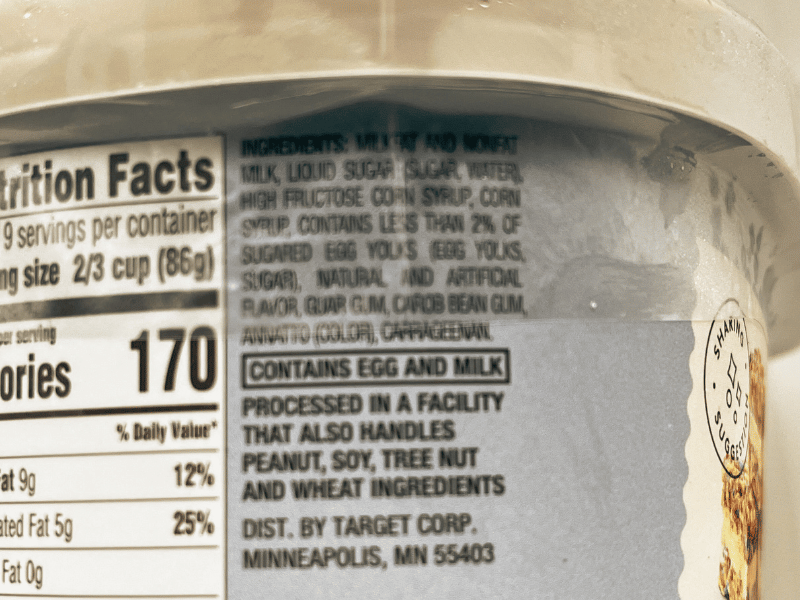 trition Facts
9 servings per container
ng size 2/3 cup (86g)
per serving
ories 170
% Daily Value*
Fat 9g 12%
ated Fat 5g 25%
Fat 0g
INGREDIENTS: MILKFAT AND NONFAT
MILK, LIQUID SUGAR (SUGAR, WATER),
HIGH FRUCTOSE CORN SYRUP, CORN
SYRUP, CONTAINS LESS THAN 2% OF
SUGARED EGG YOLKS (EGG YOLKS,
SUGAR), NATURAL AND ARTIFICIAL
FLAVOR, GUAR GUM, CAROB BEAN GUM,
ANNATTO (COLOR), CARRAGEENAN.
CONTAINS EGG AND MILK
PROCESSED IN A FACILITY
THAT ALSO HANDLES
PEANUT, SOY, TREE NUT
AND WHEAT INGREDIENTS
DIST. BY TARGET CORP.
MINNEAPOLIS, MN 55403
SHAKING
SUGGESTION